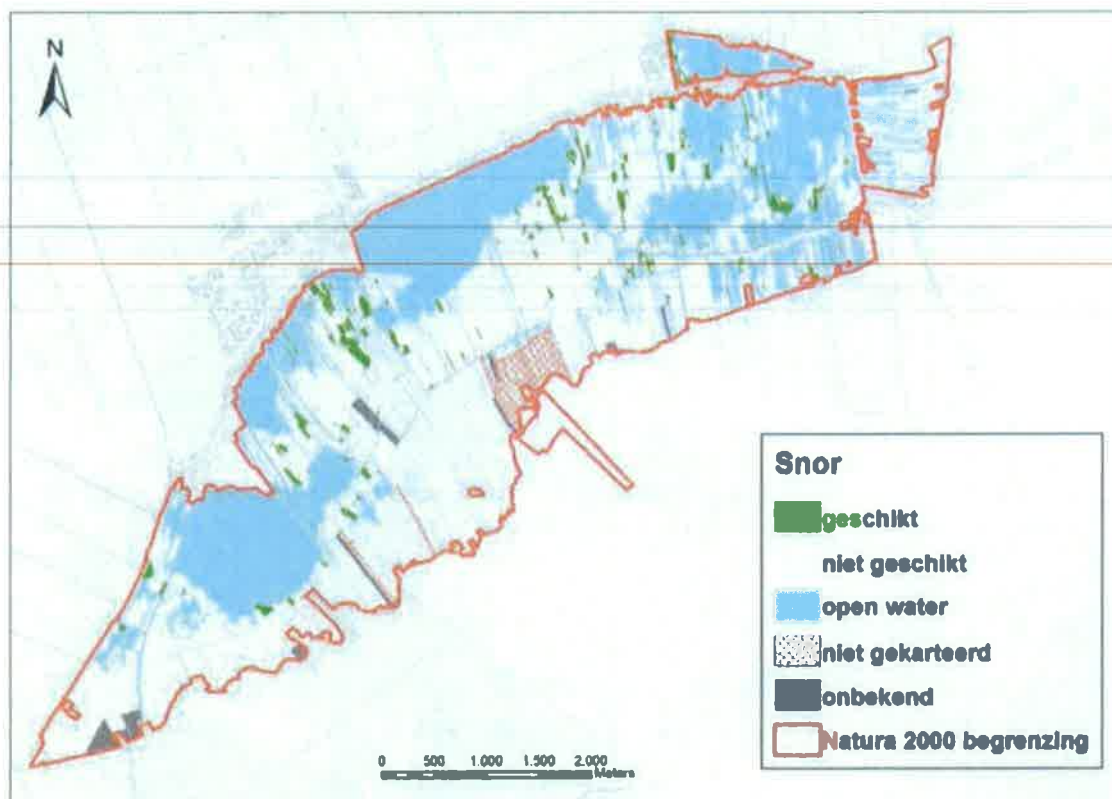 N
Snor
geschikt
niet geschikt
open water
niet gekarteerd
onbekend
Natura 2000 begrenzing
0 500 1.000 1.500 2.000
Meters